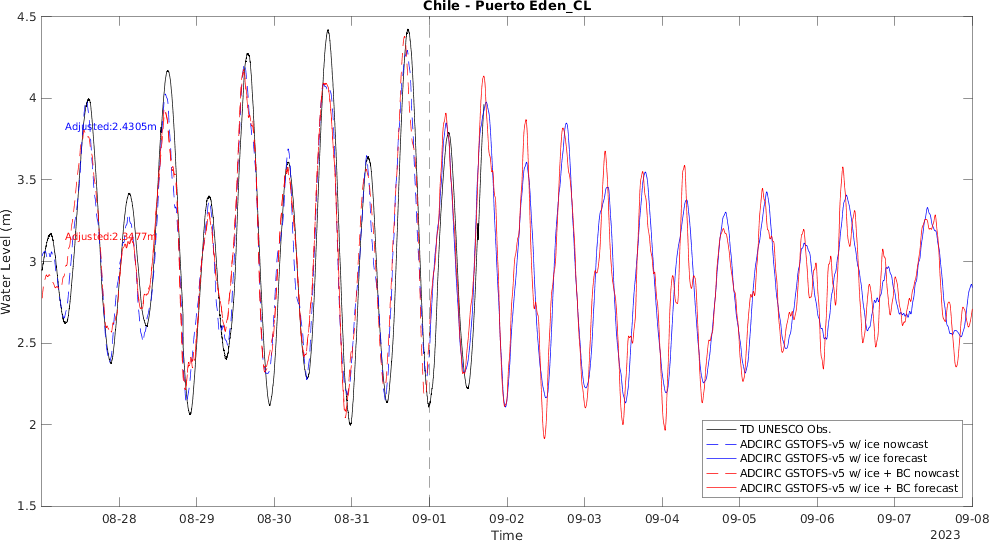 Chile - Puerto Eden_CL
4.5
4
3.5
3
2.5
2
1.5
Water Level (m)
Adjusted:2.4305m
Adjusted:2.3477m
TD UNESCO Obs.
ADCIRC GSTOFS-v5 w/ ice nowcast
ADCIRC GSTOFS-v5 w/ ice forecast
ADCIRC GSTOFS-v5 w/ ice + BC nowcast
ADCIRC GSTOFS-v5 w/ ice + BC forecast
08-28 08-29 08-30 08-31 09-01 09-02 09-03 09-04 09-05 09-06 09-07 09-08
Time
2023